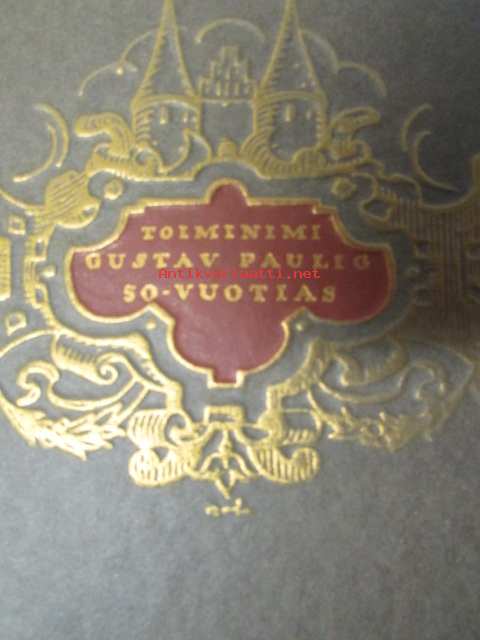 TOIMINIMI
GUSTAV PAULIG
Antikvariaatti.net
50-VUOTIAS